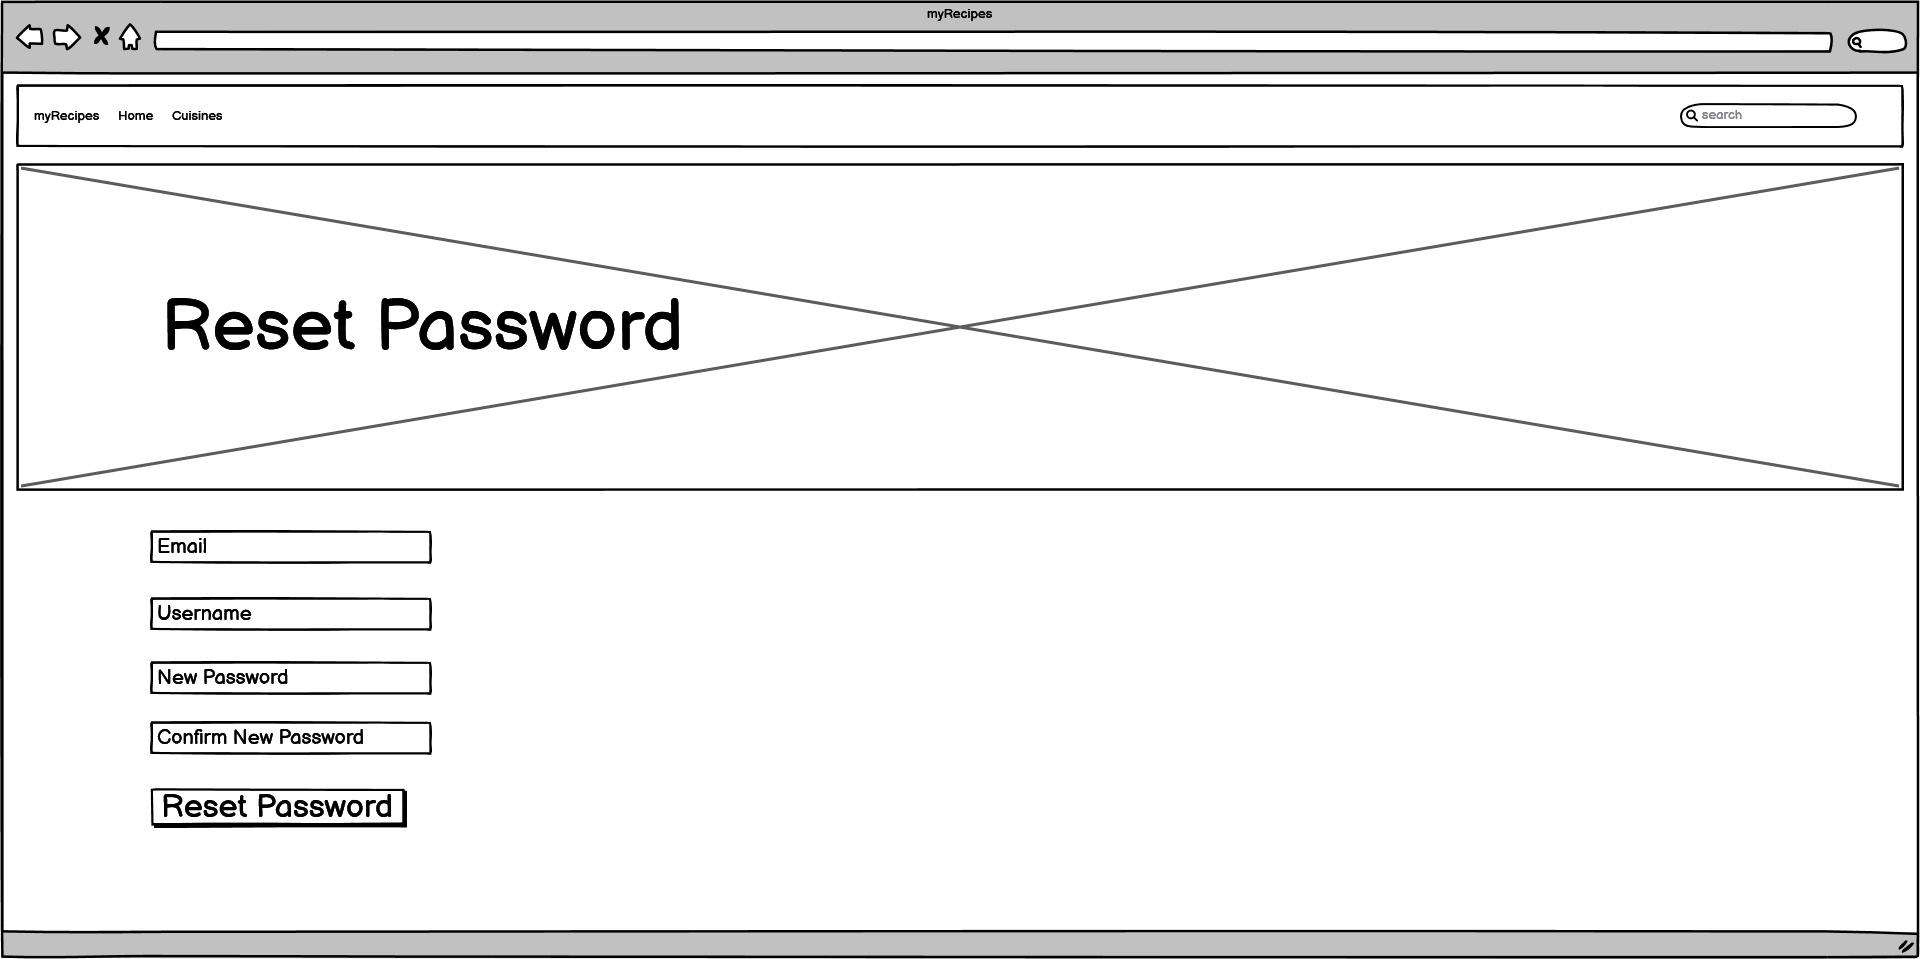 myRecipes
myRecipes Home Cuisines search
Reset Password
Email
Username
New Password
Confirm New Password
Reset Password